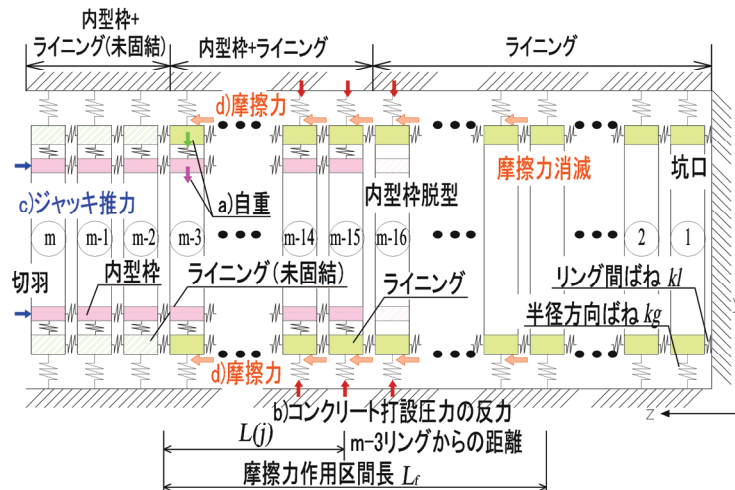 内型枠+
ライニング(未固結)
内型枠+ライニング
ライニング
d)摩擦力
c)ジャッキ推力
a)自重
内型枠脱型
摩擦力消滅
坑口
m
m-1
m-2
m-3
m-14
m-15
m-16
2
1
切羽
内型枠
ライニング(未固結)
ライニング
リング間ばね kl
半径方向ばね kg
d)摩擦力
b)コンクリート打設圧力の反力
z
L(j)
m-3リングからの距離
摩擦力作用区間長 Lf